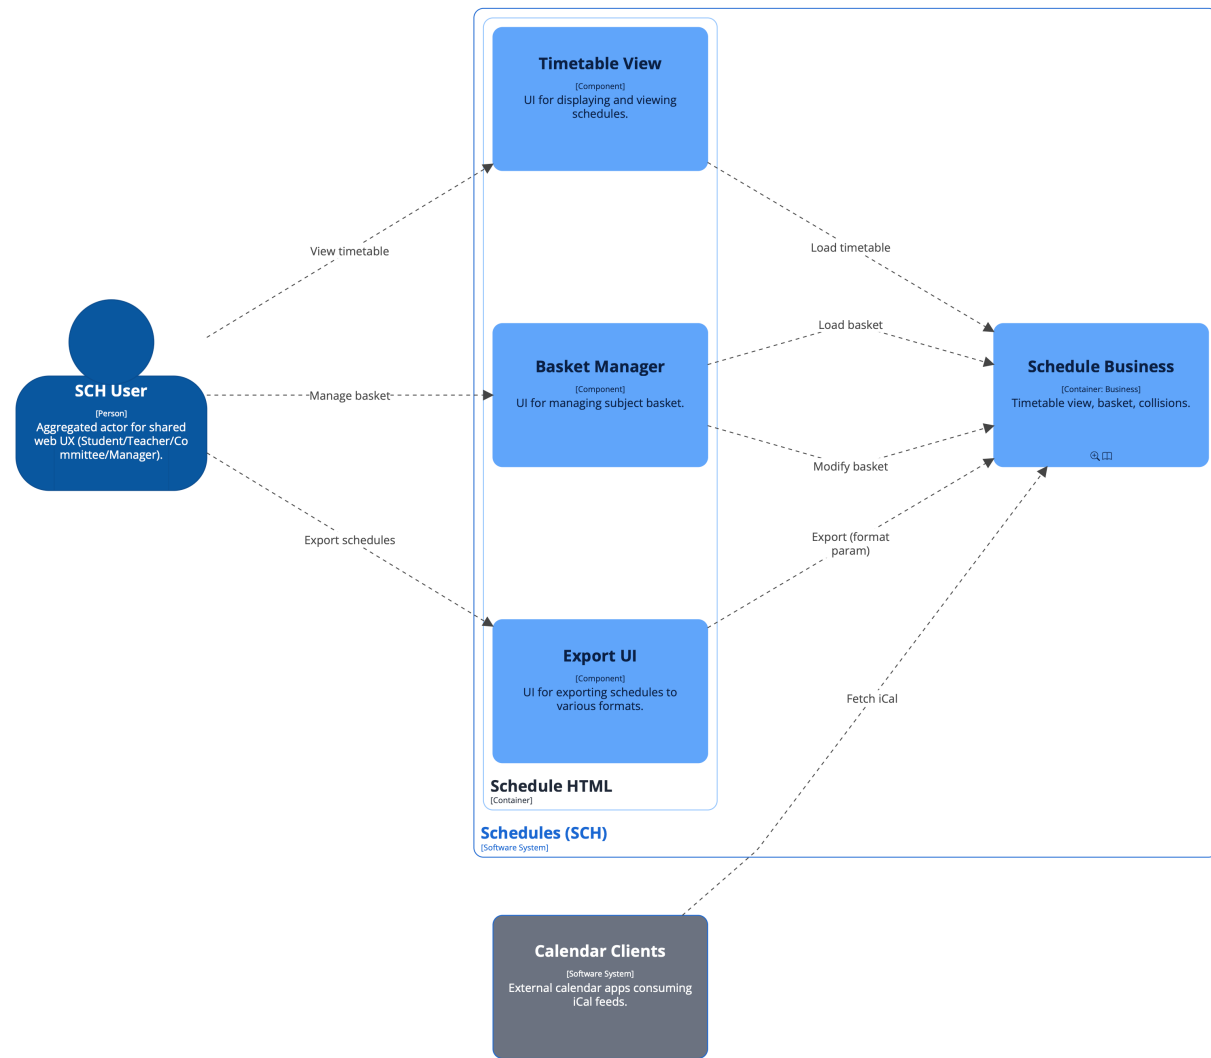 Timetable View
[Component]
UI for displaying and viewing
schedules.
View timetable
Load timetable
SCH User
[Person]
Aggregated actor for shared
web UX (Student/Teacher/Co
mmittee/Manager).
Manage basket
Basket Manager
[Component]
UI for managing subject basket.
Load basket
Modify basket
Schedule Business
[Container: Business]
Timetable view, basket, collisions.
Export schedules
Export (format
param)
Export UI
[Component]
UI for exporting schedules to
various formats.
Fetch iCal
Schedule HTML
[Container]
Schedules (SCH)
[Software System]
Calendar Clients
[Software System]
External calendar apps consuming
iCal feeds.